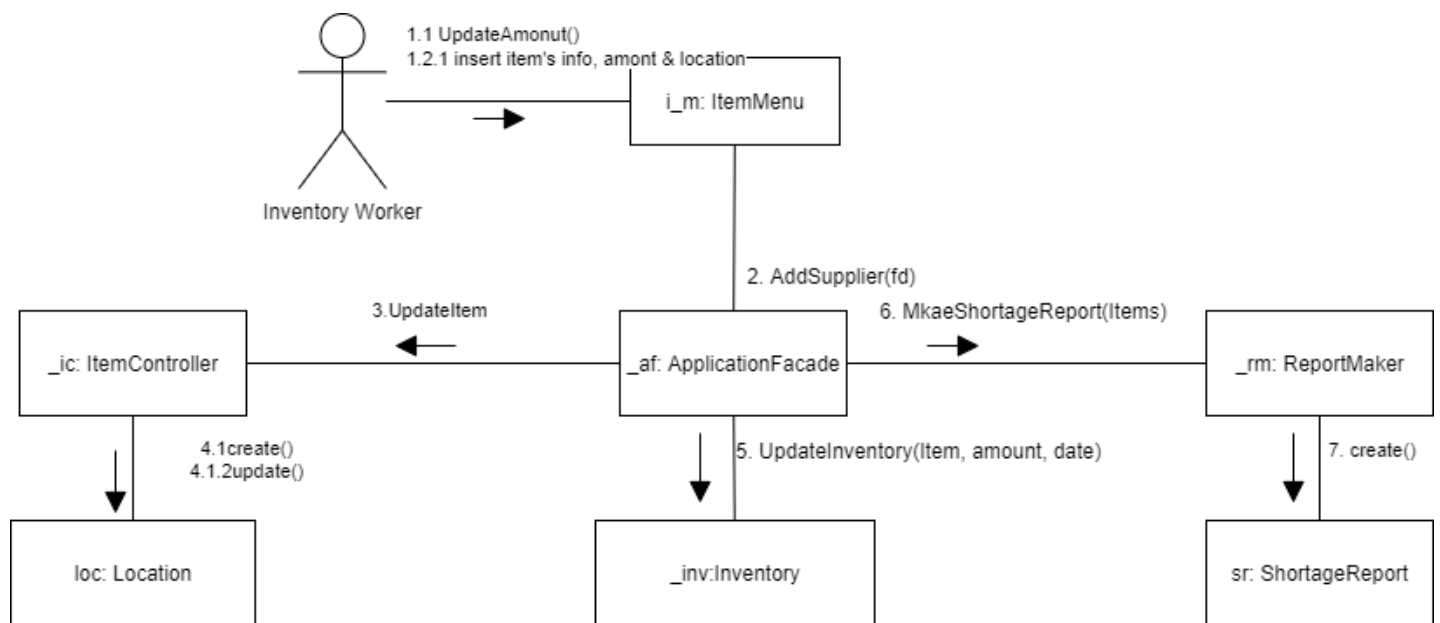 1.1 UpdateAmonut()
1.2.1 insert item's info, amont & location
i_m: ItemMenu
Inventory Worker
2. AddSupplier(fd)
3.UpdateItem
6. MkaeShortageReport(Items)
_ic: ItemController
_af: ApplicationFacade
_rm: ReportMaker
4.1create()
4.1.2update()
5. UpdateInventory(Item, amount, date)
7. create()
loc: Location
_inv:Inventory
sr: ShortageReport